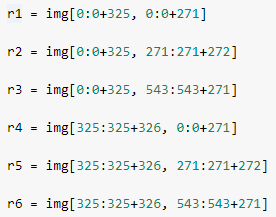 r1 = img[0:0+325, 0:0+271]
r2 = img[0:0+325, 271:271+272]
r3 = img[0:0+325, 543:543+271]
r4 = img[325:325+326, 0:0+271]
r5 = img[325:325+326, 271:271+272]
r6 = img[325:325+326, 543:543+271]